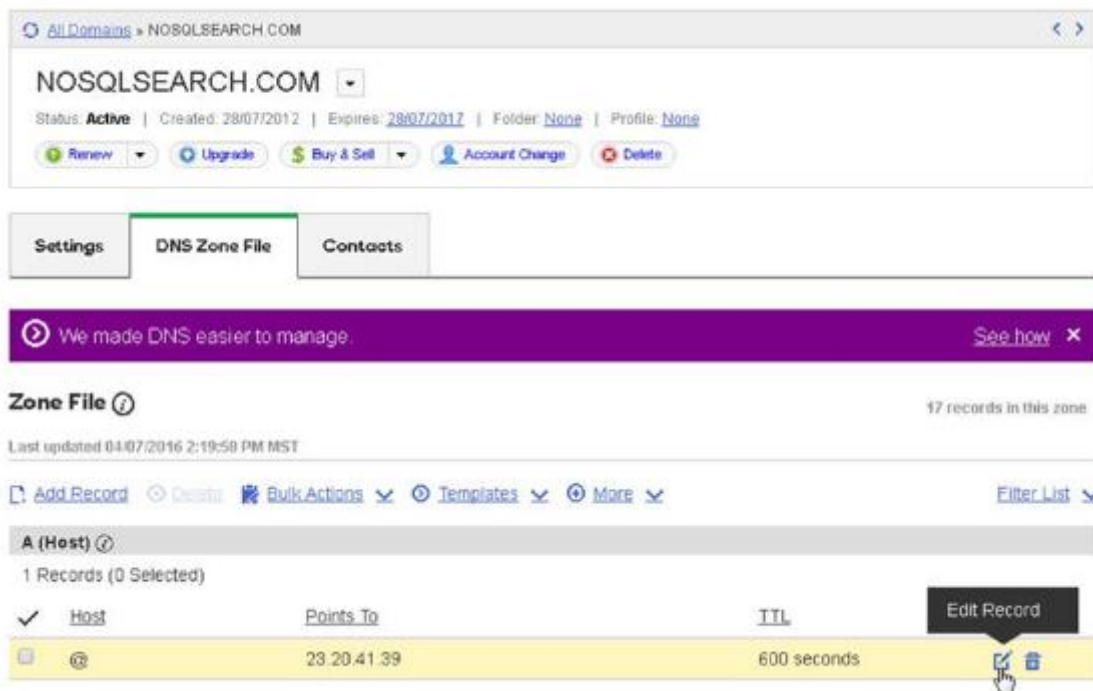 All Domains » NOSQLSEARCH.COM
NOSQLSEARCH.COM
Status: Active | Created: 28/07/2012 | Expires: 28/07/2017 | Folder: None | Profile: None
Renew Upgrade $ Buy & Sell Account Change Delete
Settings DNS Zone File Contacts
We made DNS easier to manage. See how ×
Zone File
17 records in this zone
Last updated 04/07/2016 2:19:58 PM MST
Add Record Delete Bulk Actions Templates More Filter List
A (Host)
1 Records (0 Selected)
Edit Record
Host Points To TTL
@ 23.20.41.39 600 seconds